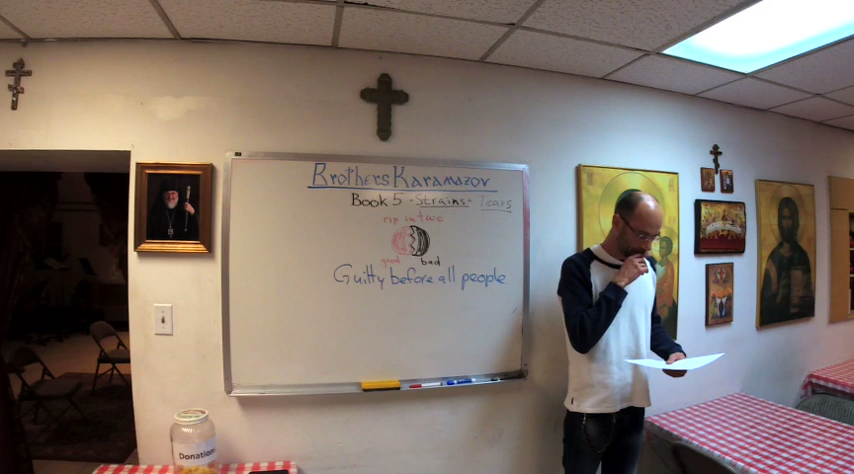 Brothers Karamazov
Book 5 - Strains - Tears
rip in two
good bad
Guilty before all people
Donations